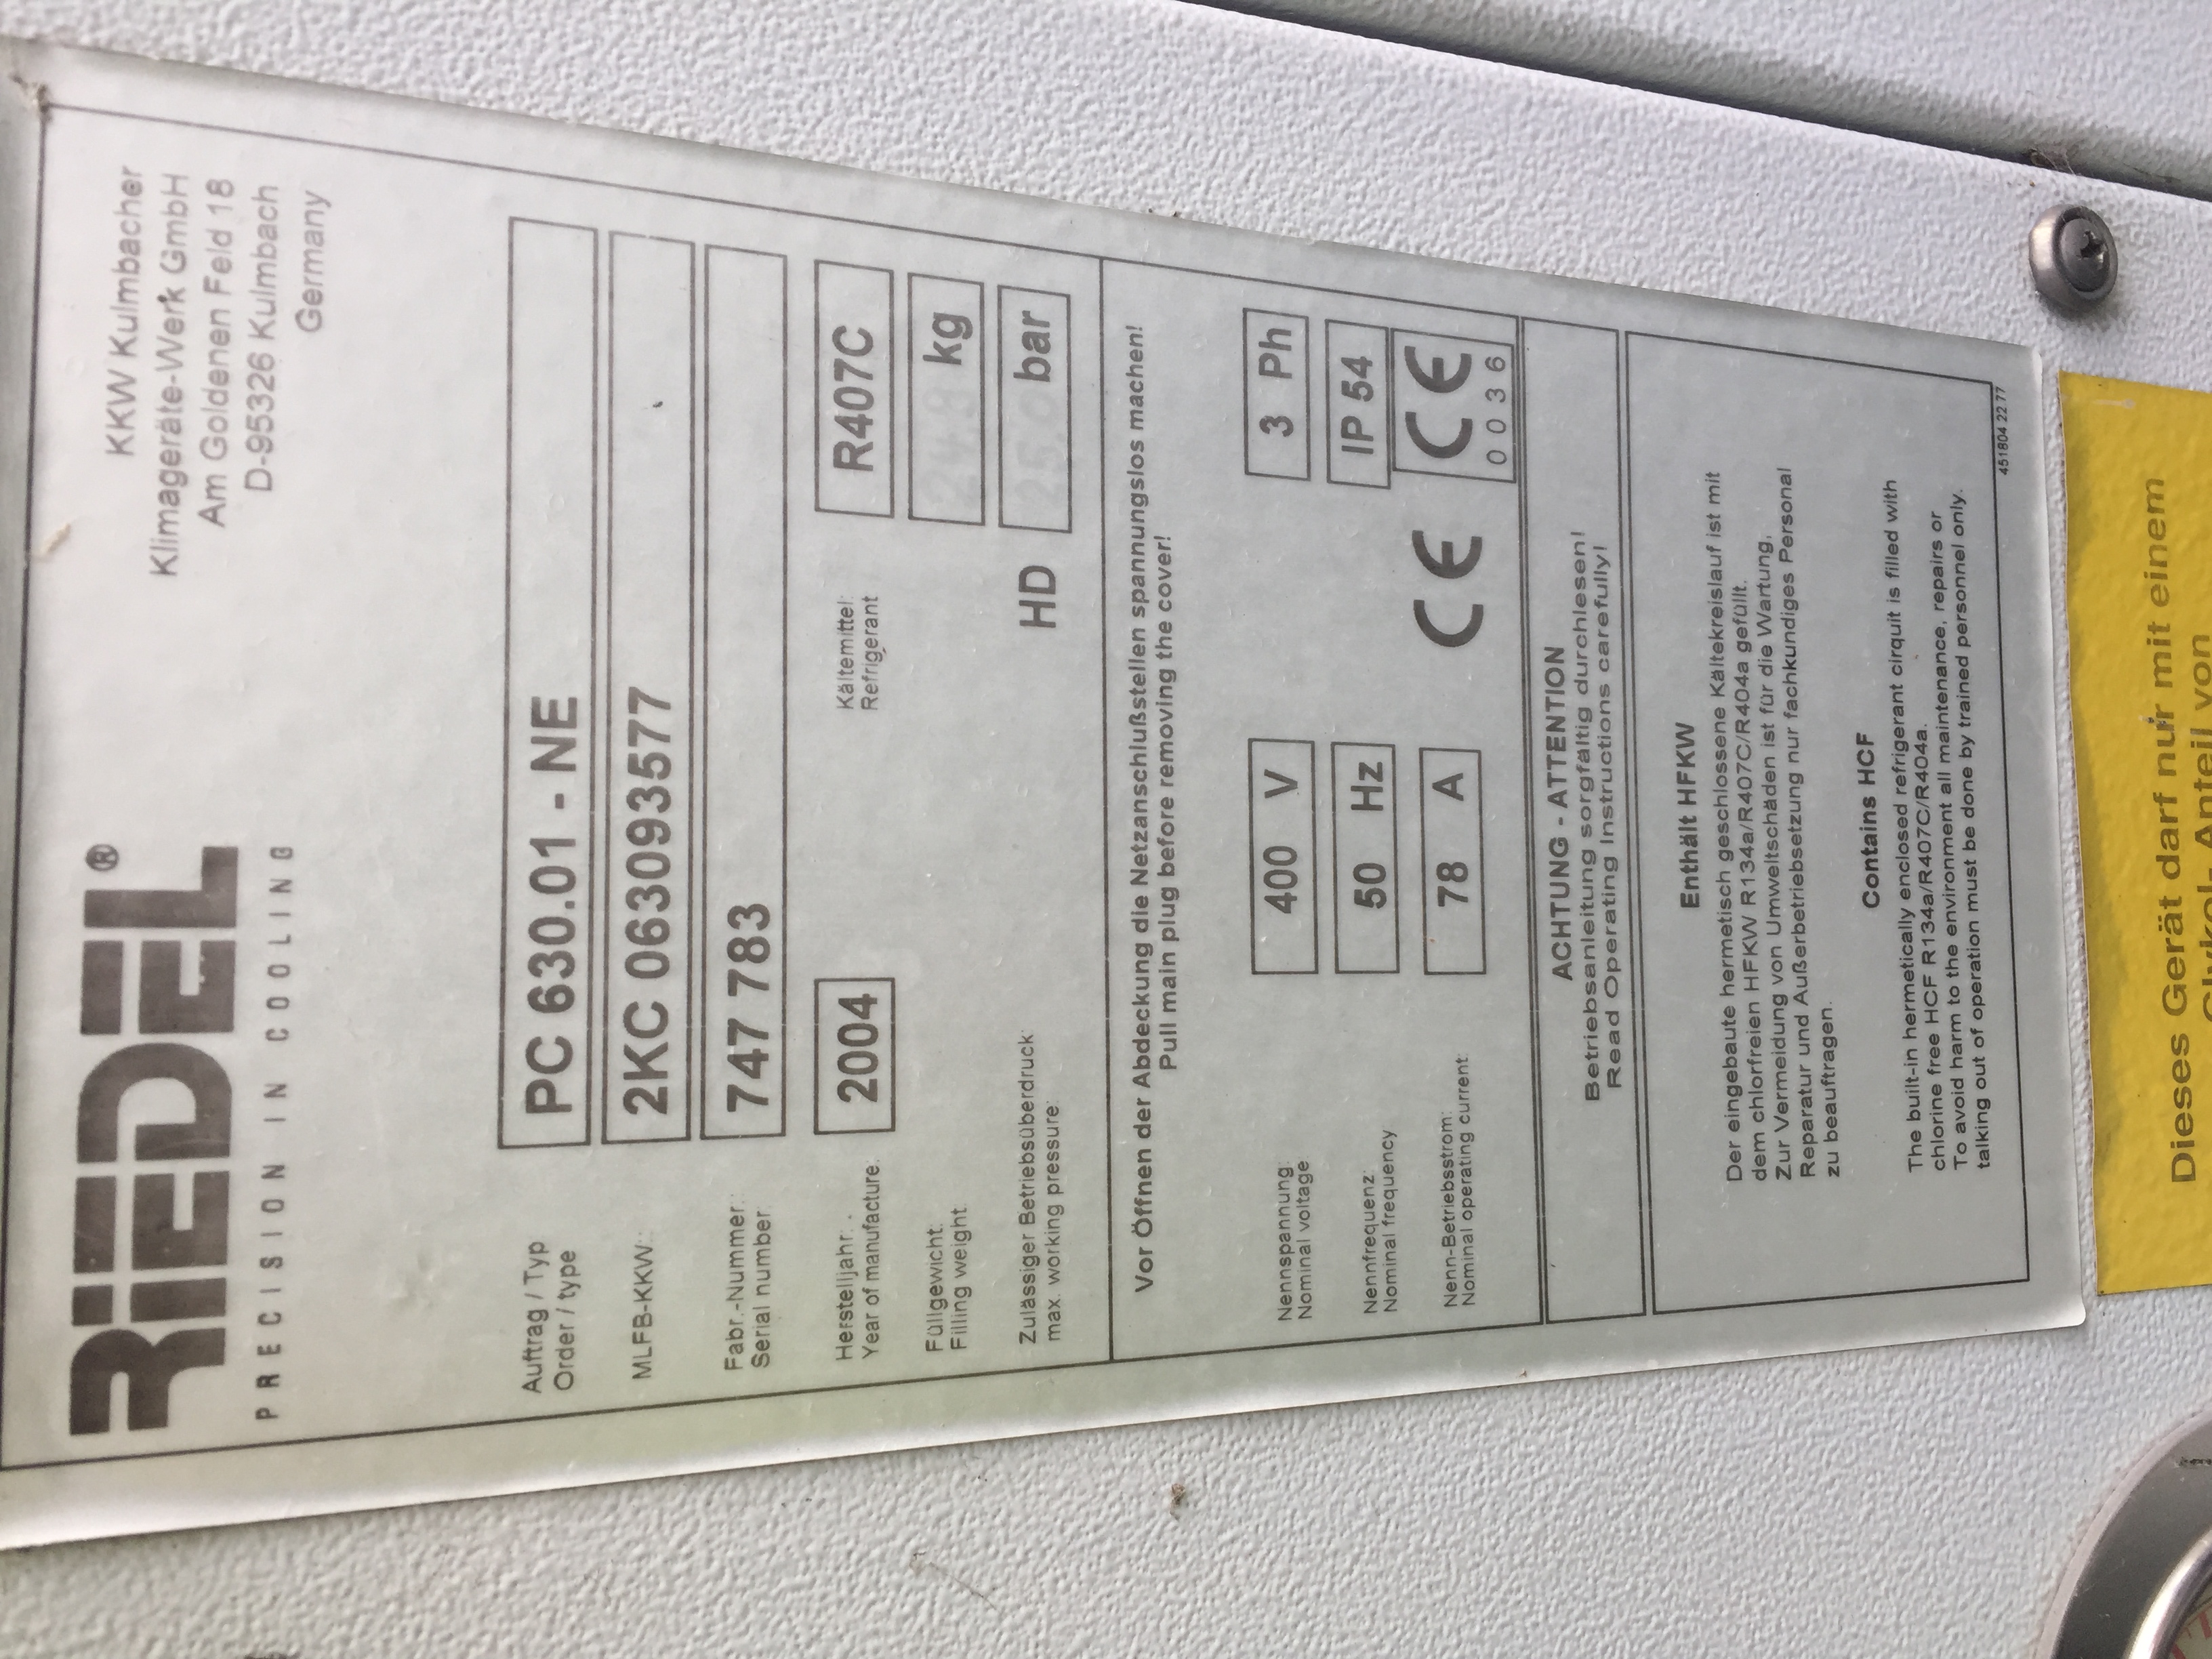 RIEDEL®
PRECISION IN COOLING
KKW Kulmbacher
Klimageräte-Werk GmbH
Am Goldenen Feld 18
D-95326 Kulmbach
Germany
Auftrag / Typ
Order / type
PC 630.01 - NE
MLFB-KKW:
2KC 063093577
Fabr.-Nummer:
Serial number
747 783
Herstelljahr:
Year of manufacture:
2004
Kältemittel:
Refrigerant
R407C
Füllgewicht:
Filling weight
kg
Zulässiger Betriebsüberdruck:
max. working pressure:
HD 25.0 bar
Vor Öffnen der Abdeckung die Netzanschlußstellen spannungslos machen!
Pull main plug before removing the cover!
Nennspannung:
Nominal voltage
400 V
3 Ph
Nennfrequenz:
Nominal frequency
50 Hz
IP 54
Nenn-Betriebsstrom:
Nominal operating current:
78 A
CE
CE
0036
ACHTUNG - ATTENTION
Betriebsanleitung sorgfältig durchlesen!
Read Operating Instructions carefully!
Enthält HFKW
Der eingebaute hermetisch geschlossene Kältekreislauf ist mit
dem chlorfreien HFKW R134a/R407C/R404a gefüllt.
Zur Vermeidung von Umweltschäden ist für die Wartung,
Reparatur und Außerbetriebsetzung nur fachkundiges Personal
zu beauftragen.
Contains HCF
The built-in hermetically enclosed refrigerant cirquit is filled with
chlorine free HCF R134a/R407C/R404a.
To avoid harm to the environment all maintenance, repairs or
talking out of operation must be done by trained personnel only.
451804 22 77
Dieses Gerät darf nur mit einem
Glykol- Anteil von